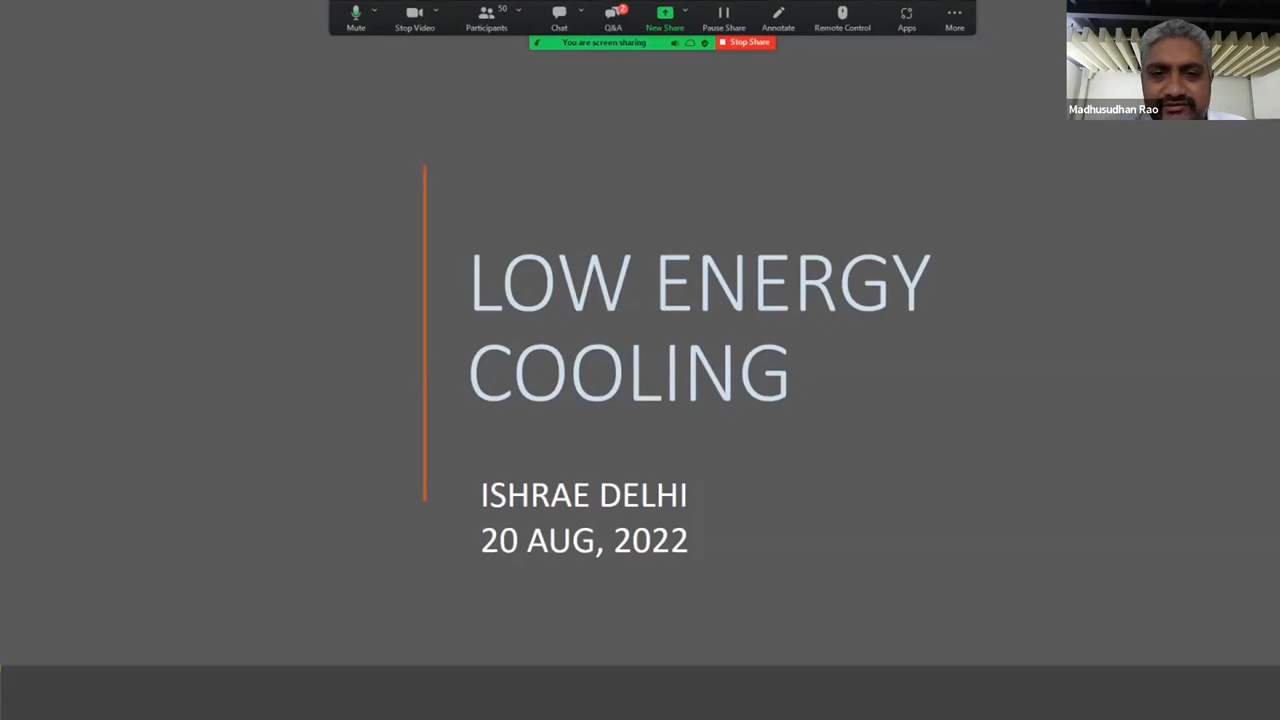 Mute
Stop Video
50
Participants
Chat
2
Q&A
New Share
Pause Share
Annotate
Remote Control
Apps
More
You are screen sharing
Stop Share
Madhusudhan Rao
LOW ENERGY
COOLING
ISHRAE DELHI
20 AUG, 2022